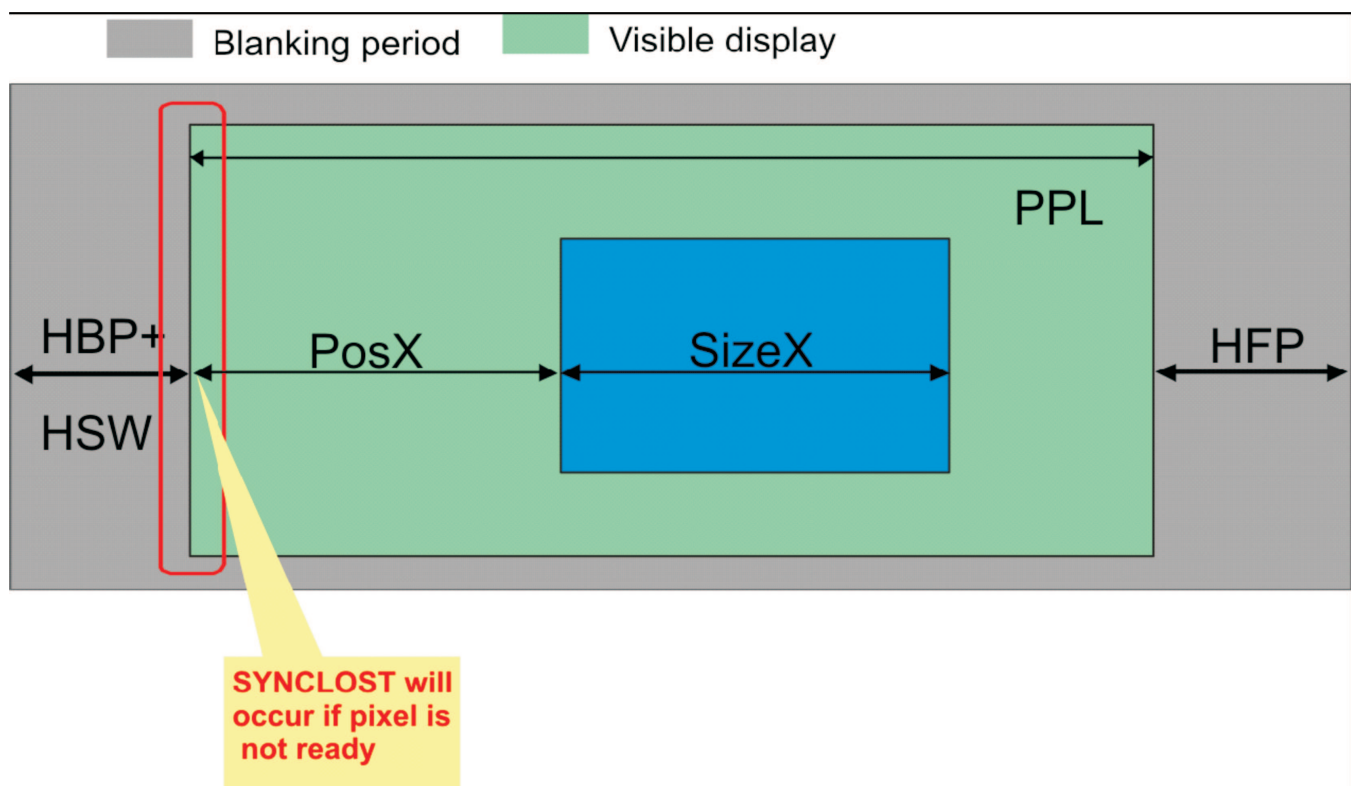 Blanking period
Visible display
PPL
HBP+
HSW
PosX
SizeX
HFP
SYNCLOST will
occur if pixel is
not ready